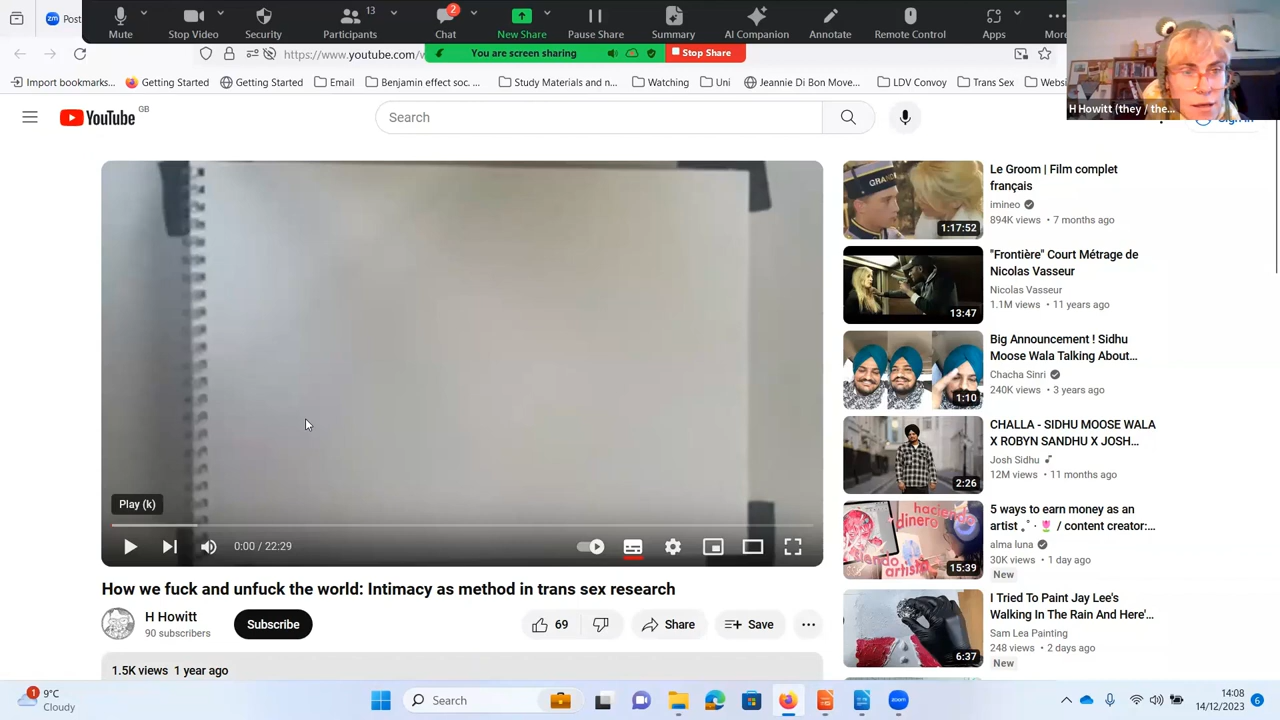 Post
zm
Mute
Stop Video
Security
13
Participants
2
Chat
New Share
Pause Share
Summary
AI Companion
Annotate
Remote Control
Apps
More
https://www.youtube.com/w
You are screen sharing
Stop Share
H Howitt (they / the...
Import bookmarks...
Getting Started
Getting Started
Email
Benjamin effect soc. ...
Study Materials and n...
Watching
Uni
Jeannie Di Bon Move...
LDV Convoy
Trans Sex
Websi
YouTube GB
Search
Sign in
Le Groom | Film complet
français
imineo
894K views • 7 months ago
1:17:52
"Frontière" Court Métrage de
Nicolas Vasseur
Nicolas Vasseur
1.1M views • 11 years ago
13:47
Big Announcement ! Sidhu
Moose Wala Talking About...
Chacha Sinri
240K views • 3 years ago
1:10
CHALLA - SIDHU MOOSE WALA
X ROBYN SANDHU X JOSH...
Josh Sidhu
12M views • 11 months ago
2:26
5 ways to earn money as an
artist ˳˚‧ 🌷 / content creator:...
alma luna
30K views • 1 day ago
New
haciendo
dinero
15:39
I Tried To Paint Jay Lee's
Walking In The Rain And Here'...
Sam Lea Painting
248 views • 2 days ago
New
6:37
Play (k)
0:00 / 22:29
How we fuck and unfuck the world: Intimacy as method in trans sex research
H Howitt
90 subscribers
Subscribe
69
Share
Save
1.5K views 1 year ago
1
9°C
Cloudy
Search
zoom
14:08
14/12/2023
6